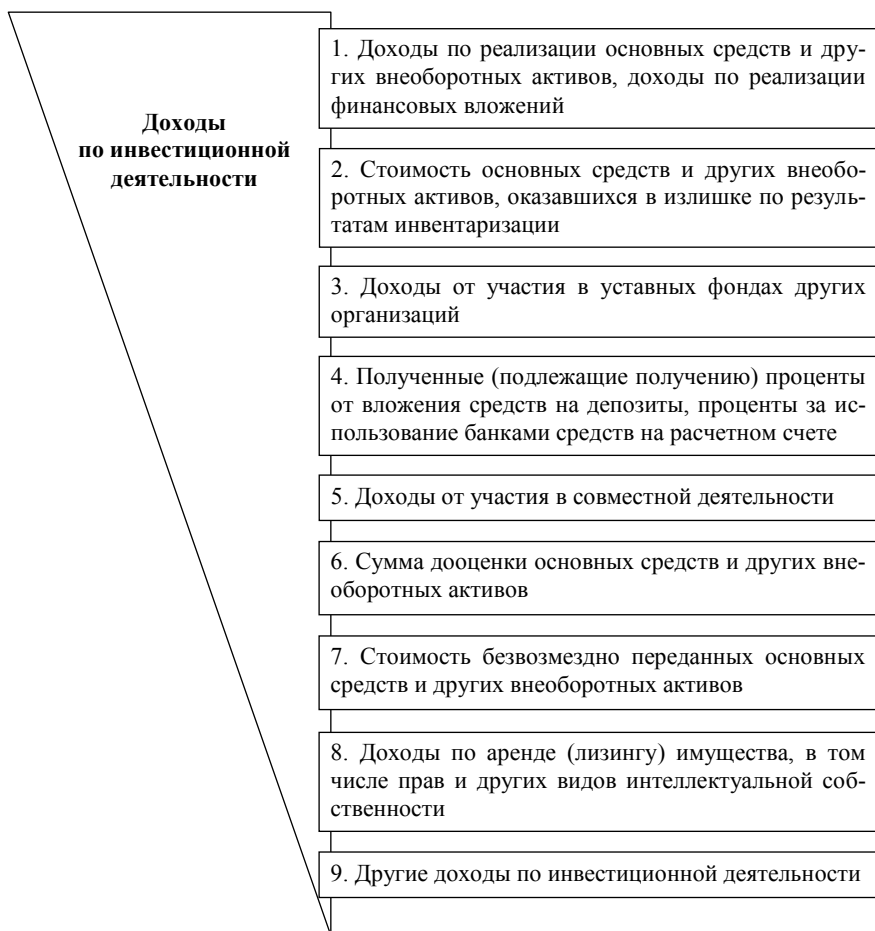 Доходы
по инвестиционной
деятельности
1. Доходы по реализации основных средств и дру-
гих внеоборотных активов, доходы по реализации
финансовых вложений
2. Стоимость основных средств и других внеобо-
ротных активов, оказавшихся в излишке по резуль-
татам инвентаризации
3. Доходы от участия в уставных фондах других
организаций
4. Полученные (подлежащие получению) проценты
от вложения средств на депозиты, проценты за ис-
пользование банками средств на расчетном счете
5. Доходы от участия в совместной деятельности
6. Сумма дооценки основных средств и других вне-
оборотных активов
7. Стоимость безвозмездно переданных основных
средств и других внеоборотных активов
8. Доходы по аренде (лизингу) имущества, в том
числе прав и других видов интеллектуальной соб-
ственности
9. Другие доходы по инвестиционной деятельности